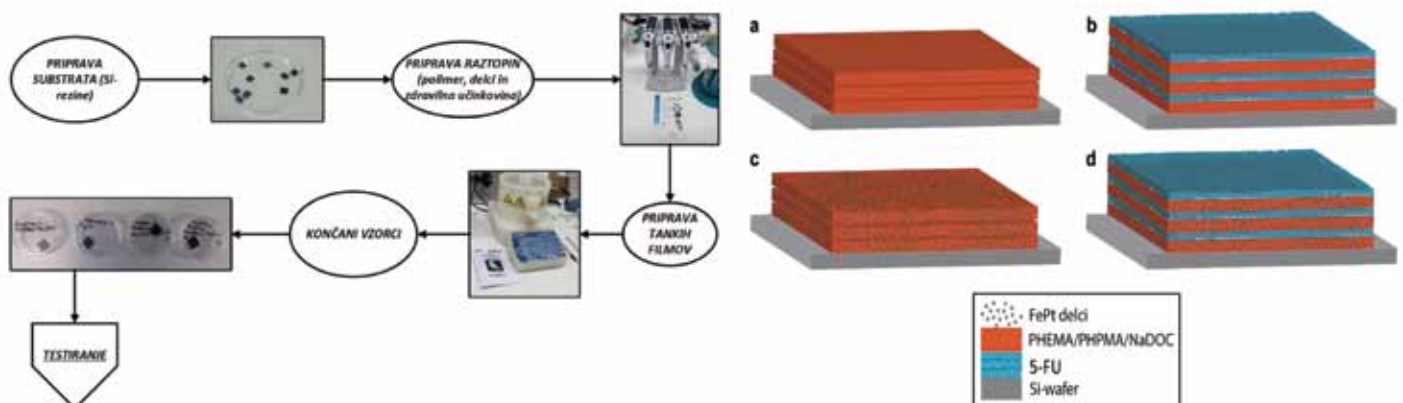 PRIPRAVA
SUBSTRATA (Si-
rezine)
PRIPRAVA RAZTOPIN
(polimer, delci in
zdravilna učinkovina)
PRIPRAVA
TANKIH
FILMOV
KONČANI VZORCI
TESTIRANJE
a
b
c
d
FePt delci
PHEMA/PHPMA/NaDOC
5-FU
Si-wafer